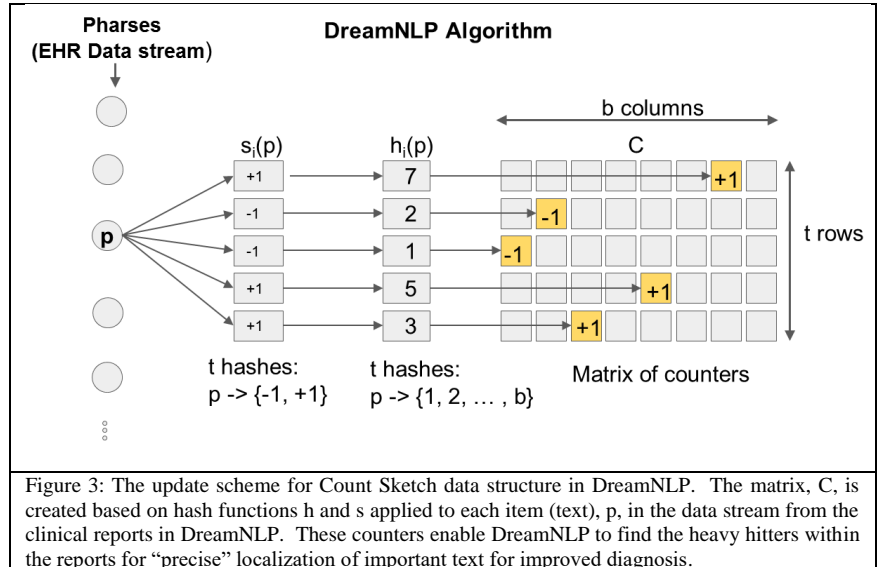 Pharses
(EHR Data stream)
DreamNLP Algorithm
b columns
s_i(p)
h_i(p)
C
+1
7
+1
-1
2
-1
p
-1
1
-1
t rows
+1
5
+1
+1
3
+1
t hashes:
p -> {-1, +1}
t hashes:
p -> {1, 2, … , b}
Matrix of counters
Figure 3: The update scheme for Count Sketch data structure in DreamNLP. The matrix, C, is
created based on hash functions h and s applied to each item (text), p, in the data stream from the
clinical reports in DreamNLP. These counters enable DreamNLP to find the heavy hitters within
the reports for “precise” localization of important text for improved diagnosis.